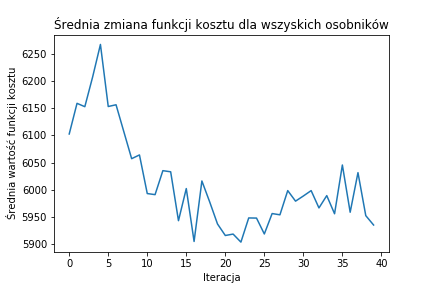 Średnia zmiana funkcji kosztu dla wszyskich osobników
6250
6200
6150
6100
6050
6000
5950
5900
Średnia wartość funkcji kosztu
0 5 10 15 20 25 30 35 40
Iteracja